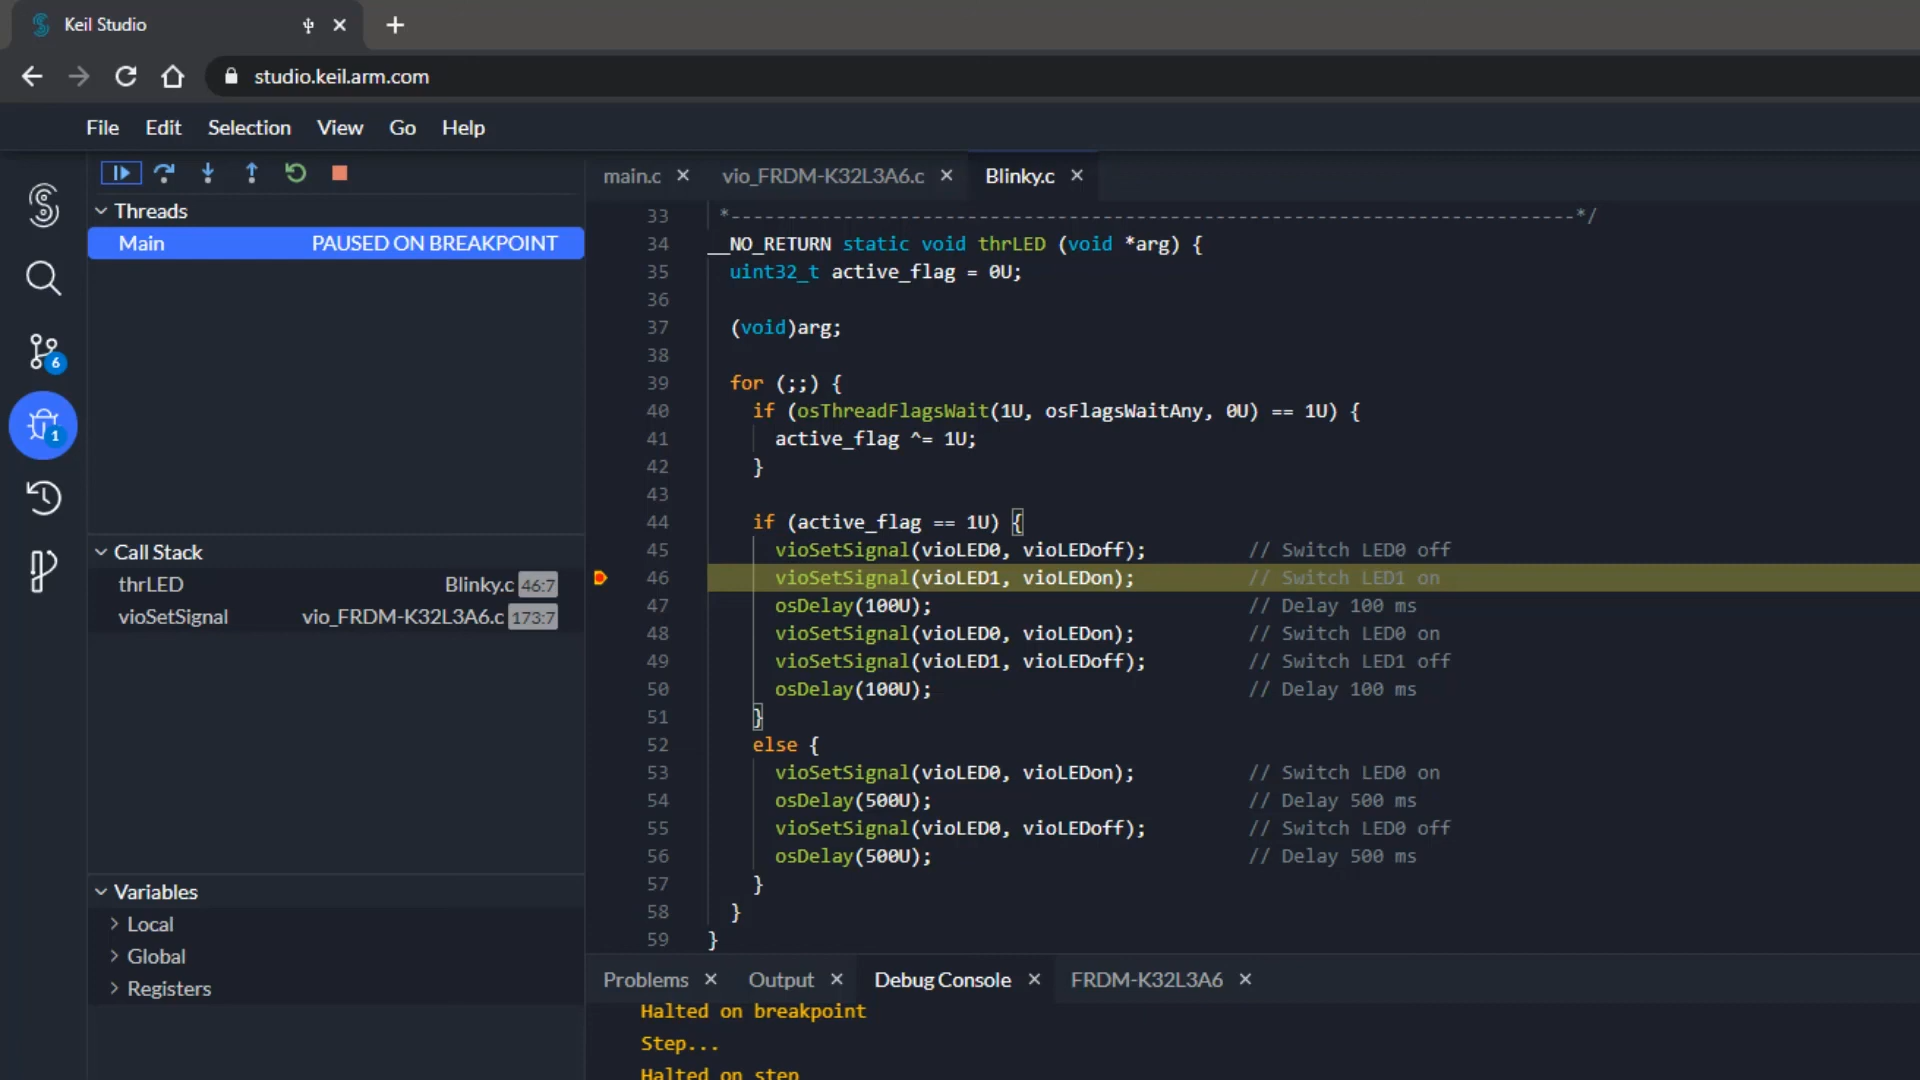 Keil Studio
studio.keil.arm.com
File Edit Selection View Go Help
Threads
Main PAUSED ON BREAKPOINT
6
1
Call Stack
thrLED Blinky.c 46:7
vioSetSignal vio_FRDM-K32L3A6.c 173:7
Variables
Local
Global
Registers
main.c vio_FRDM-K32L3A6.c Blinky.c
33 *---------------------------------------------------------------------------*/
34 __NO_RETURN static void thrLED (void *arg) {
35 uint32_t active_flag = 0U;
36
37 (void)arg;
38
39 for (;;) {
40 if (osThreadFlagsWait(1U, osFlagsWaitAny, 0U) == 1U) {
41 active_flag ^= 1U;
42 }
43
44 if (active_flag == 1U) {
45 vioSetSignal(vioLED0, vioLEDoff); // Switch LED0 off
46 vioSetSignal(vioLED1, vioLEDon); // Switch LED1 on
47 osDelay(100U); // Delay 100 ms
48 vioSetSignal(vioLED0, vioLEDon); // Switch LED0 on
49 vioSetSignal(vioLED1, vioLEDoff); // Switch LED1 off
50 osDelay(100U); // Delay 100 ms
51 }
52 else {
53 vioSetSignal(vioLED0, vioLEDon); // Switch LED0 on
54 osDelay(500U); // Delay 500 ms
55 vioSetSignal(vioLED0, vioLEDoff); // Switch LED0 off
56 osDelay(500U); // Delay 500 ms
57 }
58 }
59 }
Problems Output Debug Console FRDM-K32L3A6
Halted on breakpoint
Step...
Halted on step